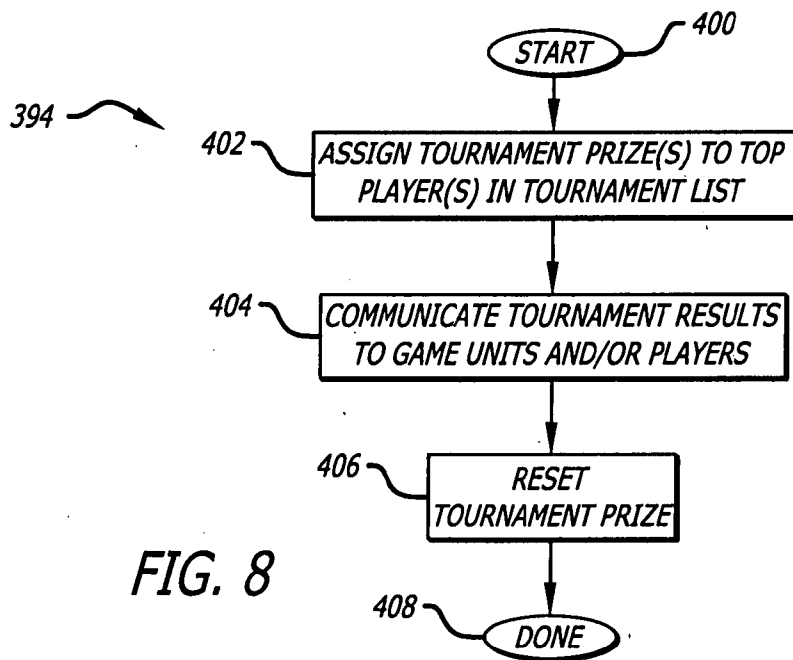 START
400
394
402
ASSIGN TOURNAMENT PRIZE(S) TO TOP
PLAYER(S) IN TOURNAMENT LIST
404
COMMUNICATE TOURNAMENT RESULTS
TO GAME UNITS AND/OR PLAYERS
406
RESET
TOURNAMENT PRIZE
FIG. 8
408
DONE